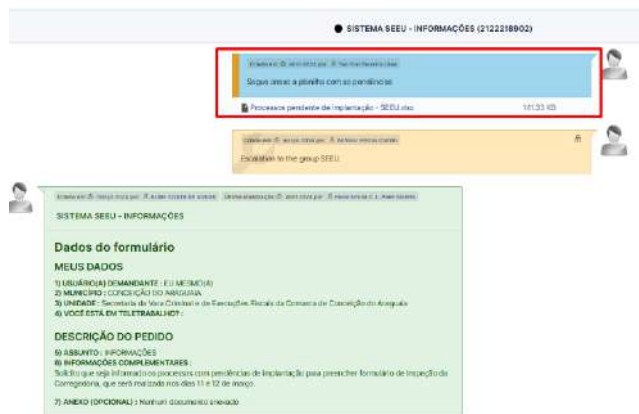 SISTEMA SEEU - INFORMAÇÕES (2122218902)
Segue anexo a planilha com as pendências
Processos pendente de Implantação - SEEU.xlsx 181.33 KB
Escalation to the group SEEU.
SISTEMA SEEU - INFORMAÇÕES
Dados do formulário
MEUS DADOS
1) USUÁRIO(A) DEMANDANTE : EU MESMO(A)
2) MUNICÍPIO : CONCEIÇÃO DO ARAGUAIA
3) UNIDADE : Secretaria da Vara Criminal e de Execuções Fiscais da Comarca de Conceição do Araguaia
4) VOCÊ ESTÁ EM TELETRABALHO? :
DESCRIÇÃO DO PEDIDO
5) ASSUNTO : INFORMAÇÕES
6) INFORMAÇÕES COMPLEMENTARES :
Solicito que seja informado os processos com pendências de implantação para preencher formulário de Inspeção da
Corregedoria, que será realizada nos dias 11 e 12 de março.
7) ANEXO (OPCIONAL) : Nenhum documento anexado